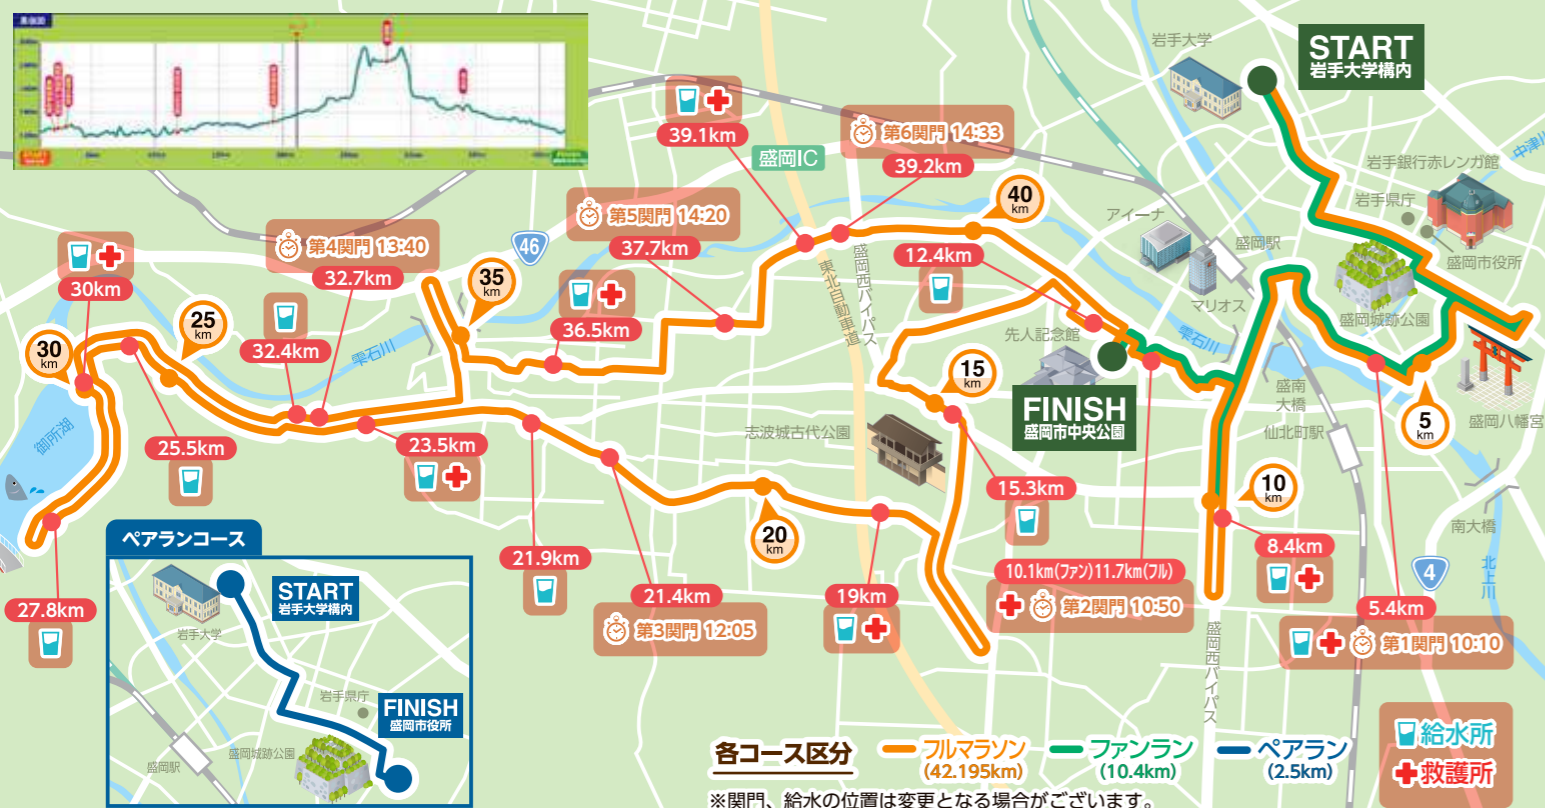 岩手大学
START
岩手大学構内
岩手銀行赤レンガ館
岩手県庁
盛岡市役所
中津川
アイーナ
盛岡駅
マリオス
盛岡城跡公園
盛岡八幡宮
雫石川
盛南
大橋
仙北町駅
南大橋
北上川
4
盛岡西バイパス
5
km
5.4km
第1関門 10:10
8.4km
10
km
10.1km(ファン)11.7km(フル)
第2関門 10:50
12.4km
先人記念館
FINISH
盛岡市中央公園
15
km
15.3km
志波城古代公園
19km
20
km
21.4km
第3関門 12:05
21.9km
23.5km
25
km
25.5km
27.8km
御所湖
30
km
30km
32.4km
第4関門 13:40
32.7km
雫石川
35
km
46
36.5km
第5関門 14:20
37.7km
39.1km
盛岡IC
第6関門 14:33
39.2km
40
km
東北自動車道
盛岡西バイパス
ペアランコース
START
岩手大学構内
岩手大学
岩手県庁
FINISH
盛岡市役所
盛岡城跡公園
盛岡駅
各コース区分
フルマラソン
(42.195km)
ファンラン
(10.4km)
ペアラン
(2.5km)
※関門、給水の位置は変更となる場合がございます。
給水所
救護所